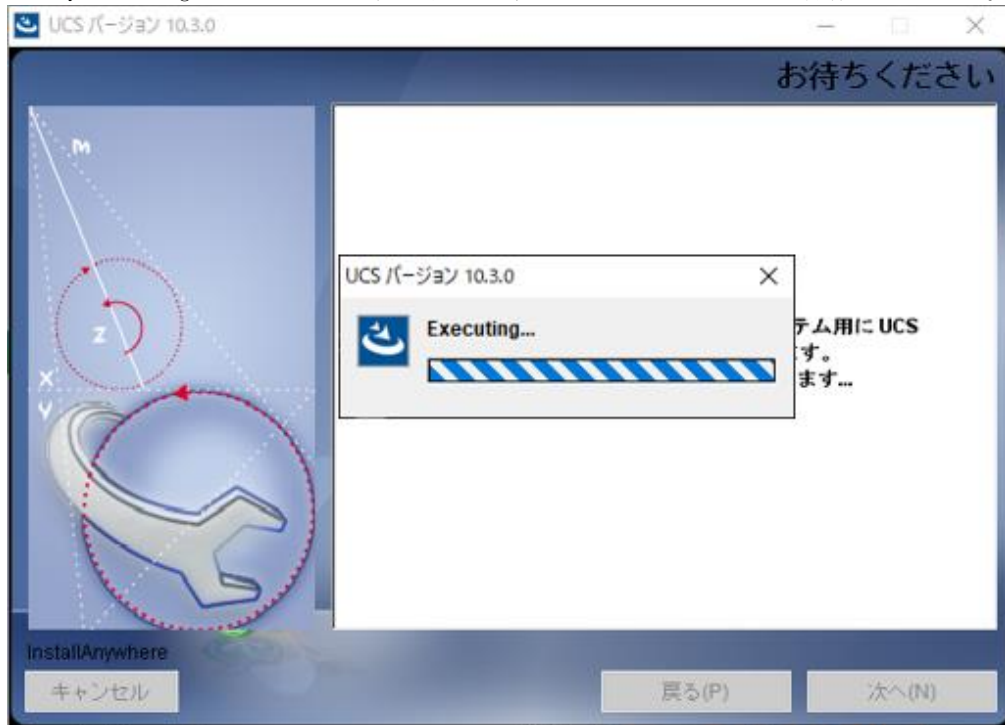 UCS バージョン 10.3.0
お待ちください
M
Z
X
Y
UCS バージョン 10.3.0
Executing...
テム用に UCS
す。
ます...
InstallAnywhere
キャンセル
戻る(P)
次へ(N)